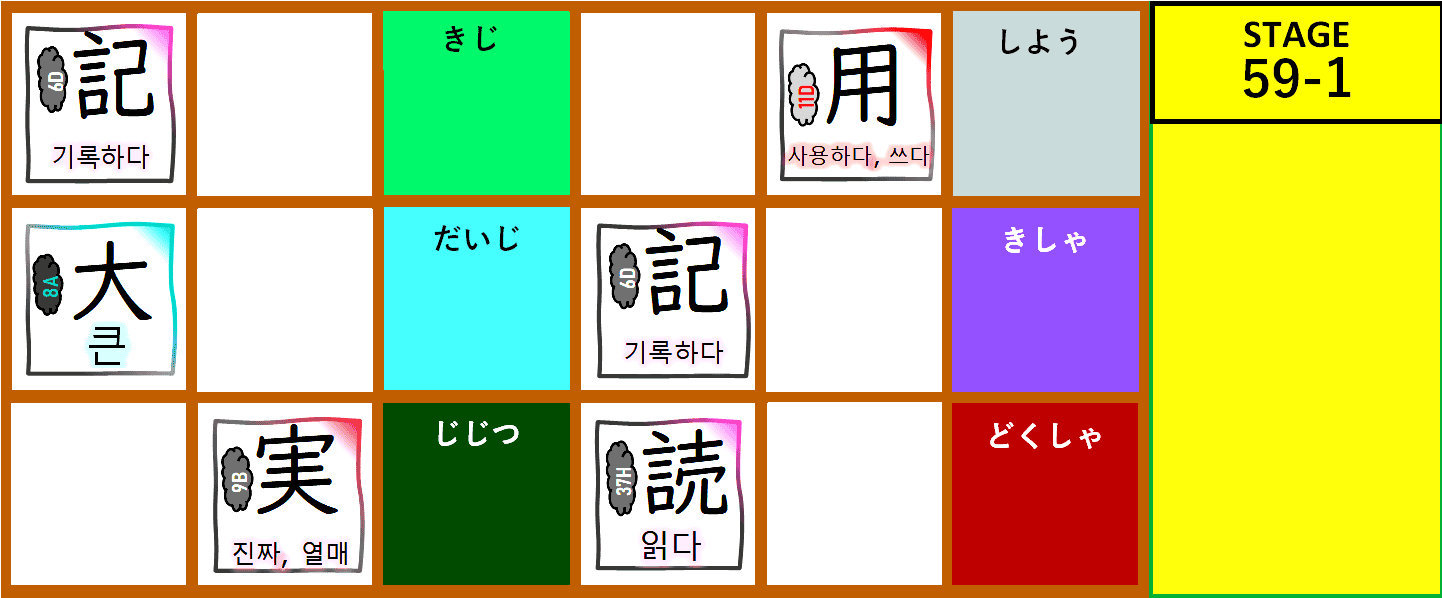 6D
記
기록하다
きじ
11D
用
사용하다, 쓰다
しよう
STAGE
59-1
8A
大
큰
だいじ
6D
記
기록하다
きしゃ
9B
実
진짜, 열매
じじつ
37H
読
읽다
どくしゃ